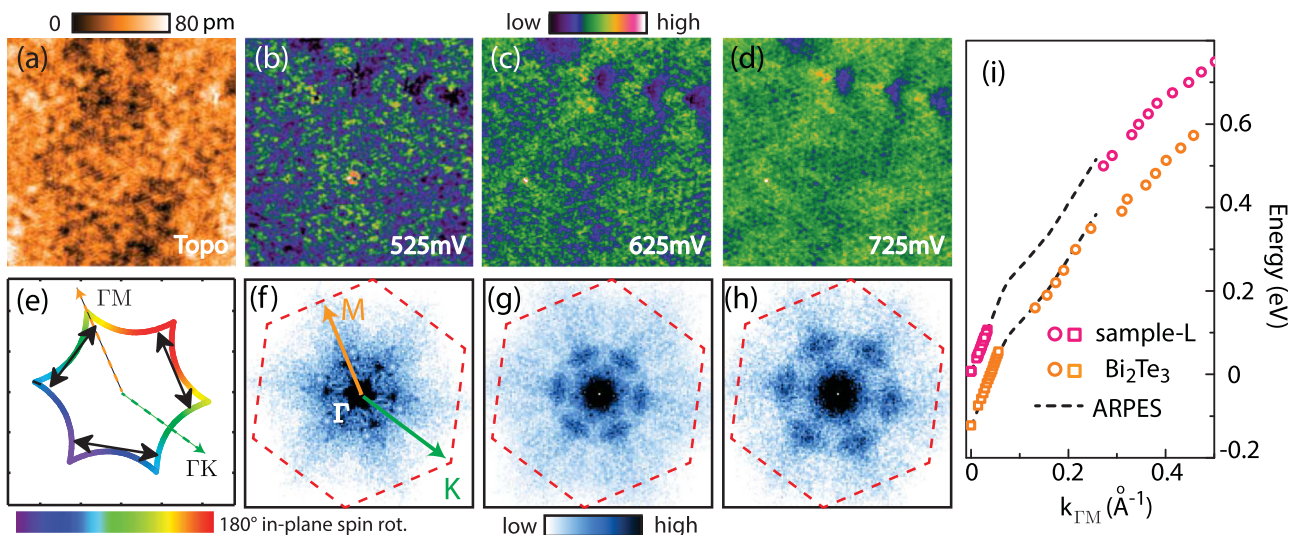 0 80 pm
low high
(a) (b) (c) (d) (i)
Topo 525mV 625mV 725mV
(e) ΓM (f) M (g) (h)
Γ
ΓK K
180° in-plane spin rot.
low high
0.6
0.4
0.2
0
-0.2
Energy (eV)
sample-L
Bi₂Te₃
ARPES
0 0.2 0.4
k_ΓM (Å⁻¹)